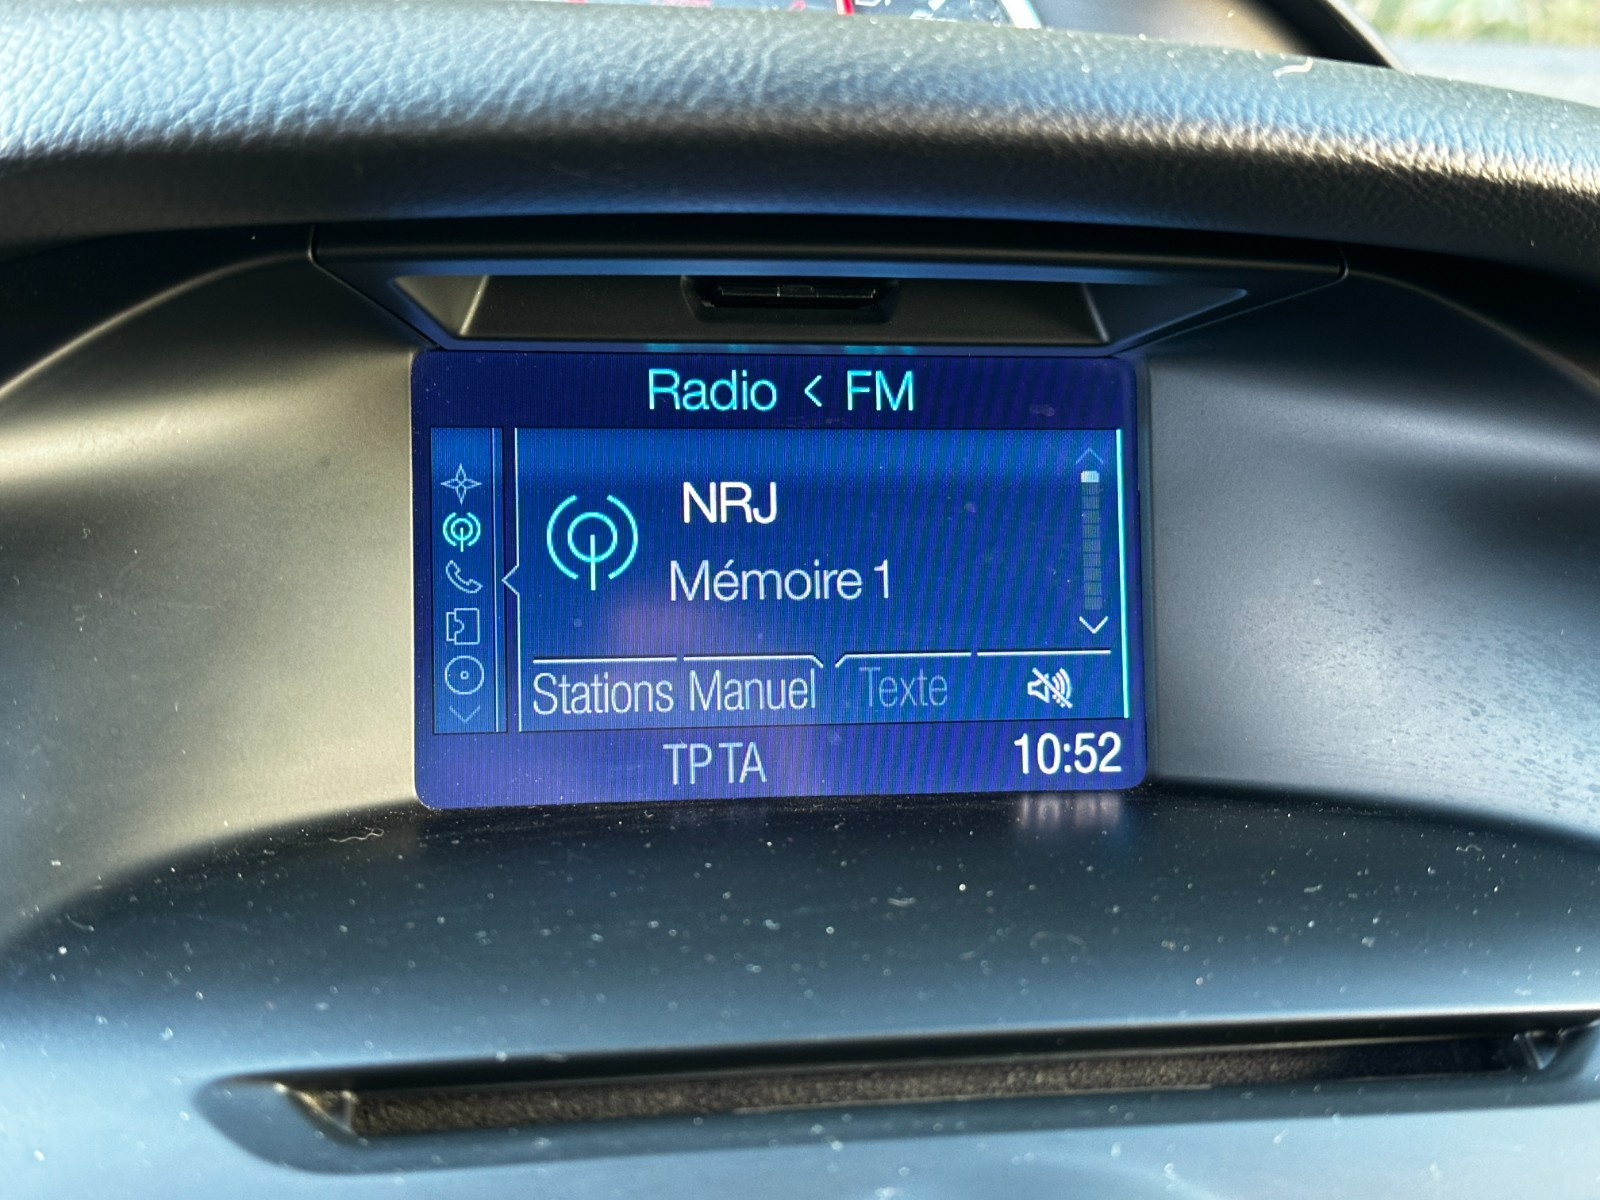 Radio < FM
NRJ
Mémoire 1
Stations Manuel Texte
TP TA 10:52